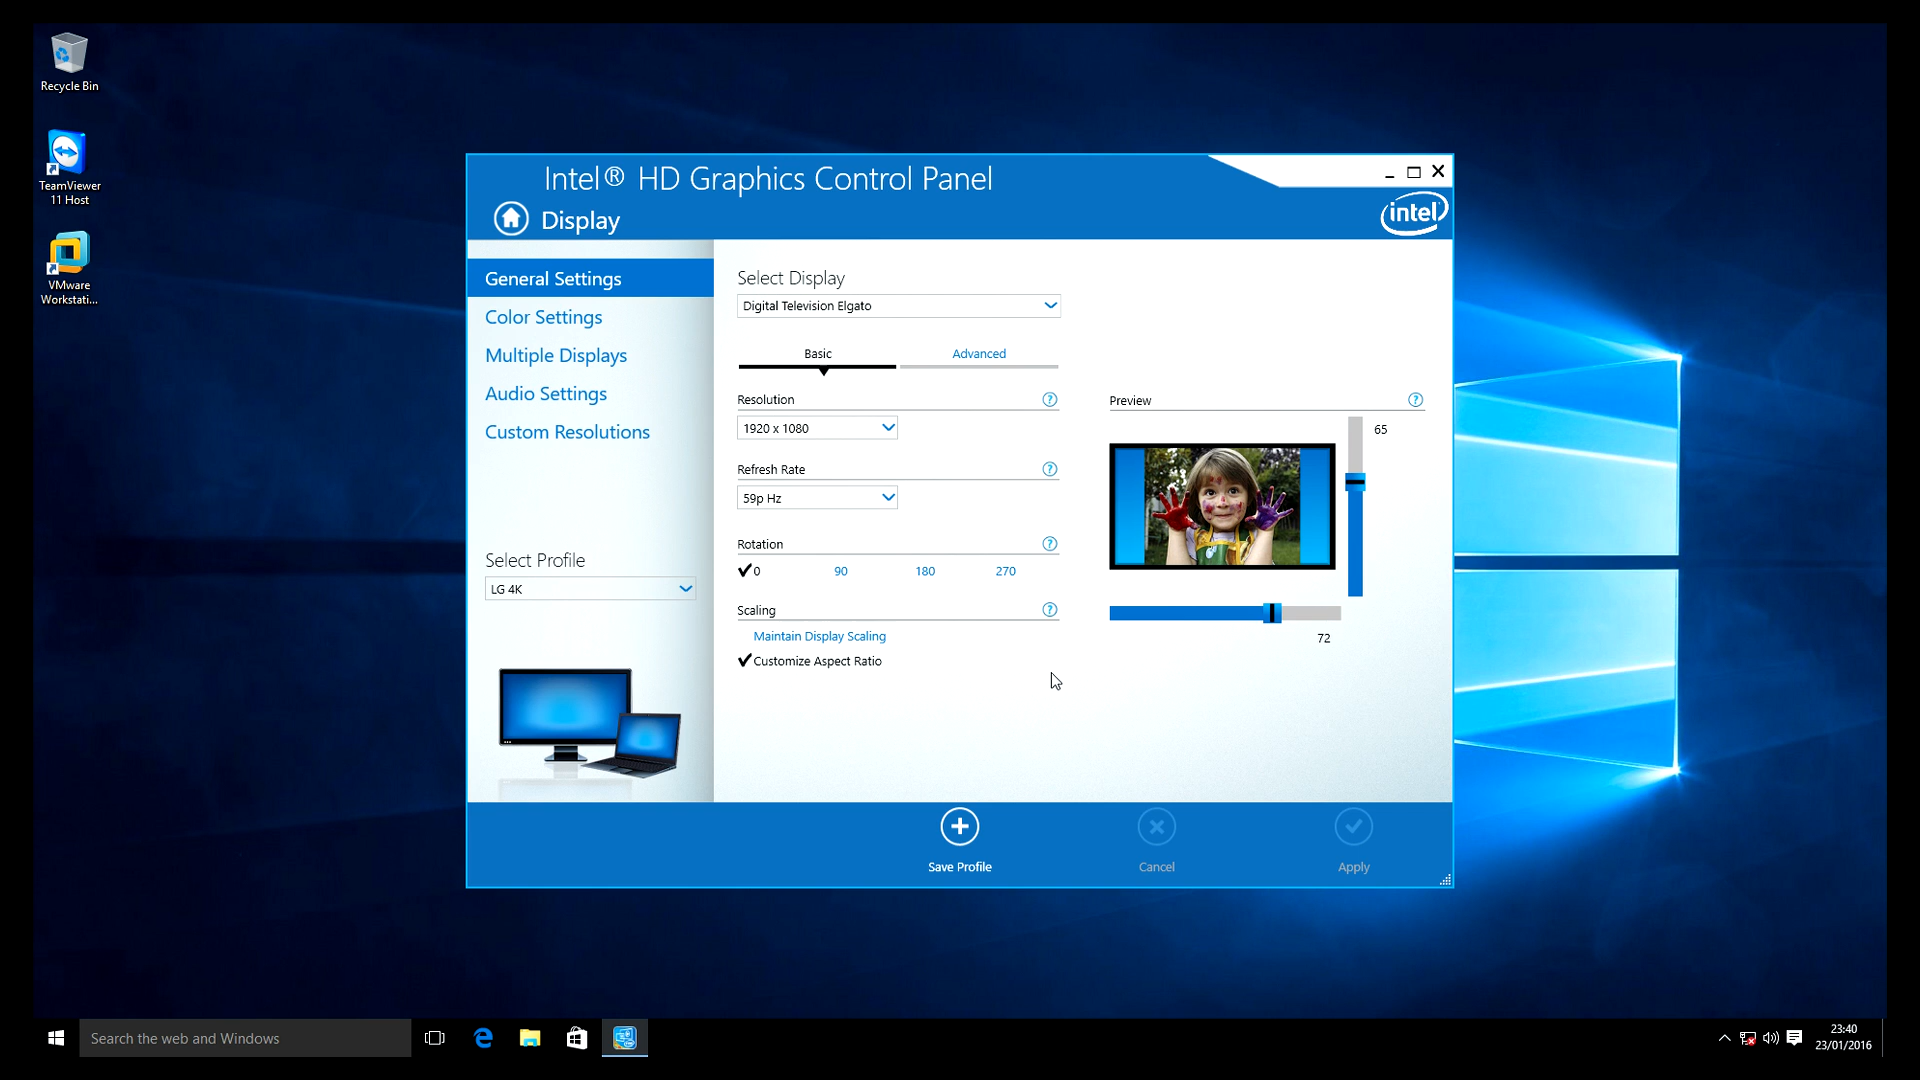 Recycle Bin
TeamViewer
11 Host
VMware
Workstati...
Intel® HD Graphics Control Panel
Display
intel
General Settings
Color Settings
Multiple Displays
Audio Settings
Custom Resolutions
Select Profile
LG 4K
Select Display
Digital Television Elgato
Basic
Advanced
Resolution
?
1920 x 1080
Refresh Rate
?
59p Hz
Rotation
?
0
90
180
270
Scaling
?
Maintain Display Scaling
Customize Aspect Ratio
Preview
?
65
72
Save Profile
Cancel
Apply
Search the web and Windows
23:40
23/01/2016